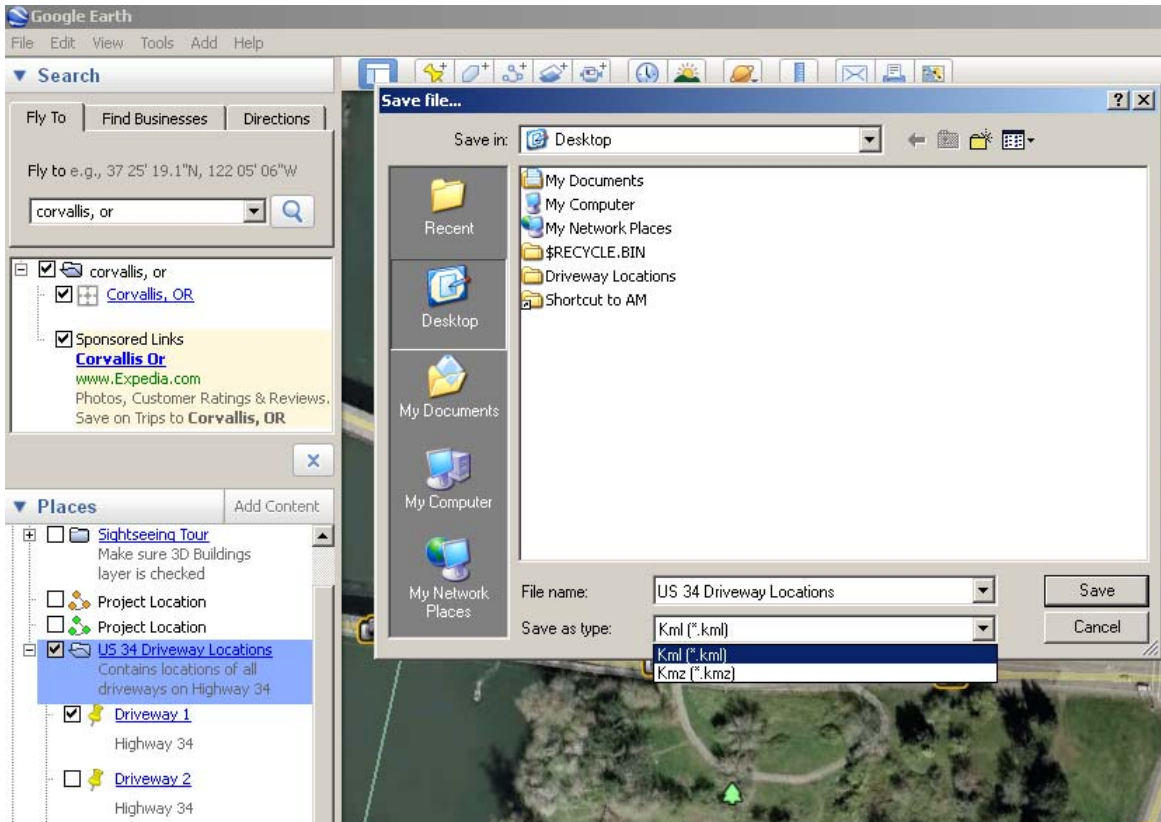 Google Earth
File Edit View Tools Add Help
Search
Fly To Find Businesses Directions
Fly to e.g., 37 25' 19.1"N, 122 05' 06"W
corvallis, or
corvallis, or
Corvallis, OR
Sponsored Links
Corvallis Or
www.Expedia.com
Photos, Customer Ratings & Reviews.
Save on Trips to Corvallis, OR
Places Add Content
Sightseeing Tour
Make sure 3D Buildings
layer is checked
Project Location
Project Location
US 34 Driveway Locations
Contains locations of all
driveways on Highway 34
Driveway 1
Highway 34
Driveway 2
Highway 34
Save file...
Save in: Desktop
Recent
Desktop
My Documents
My Computer
My Network
Places
My Documents
My Computer
My Network Places
$RECYCLE.BIN
Driveway Locations
Shortcut to AM
File name: US 34 Driveway Locations Save
Save as type: Kml (*.kml) Cancel
Kml (*.kml)
Kmz (*.kmz)